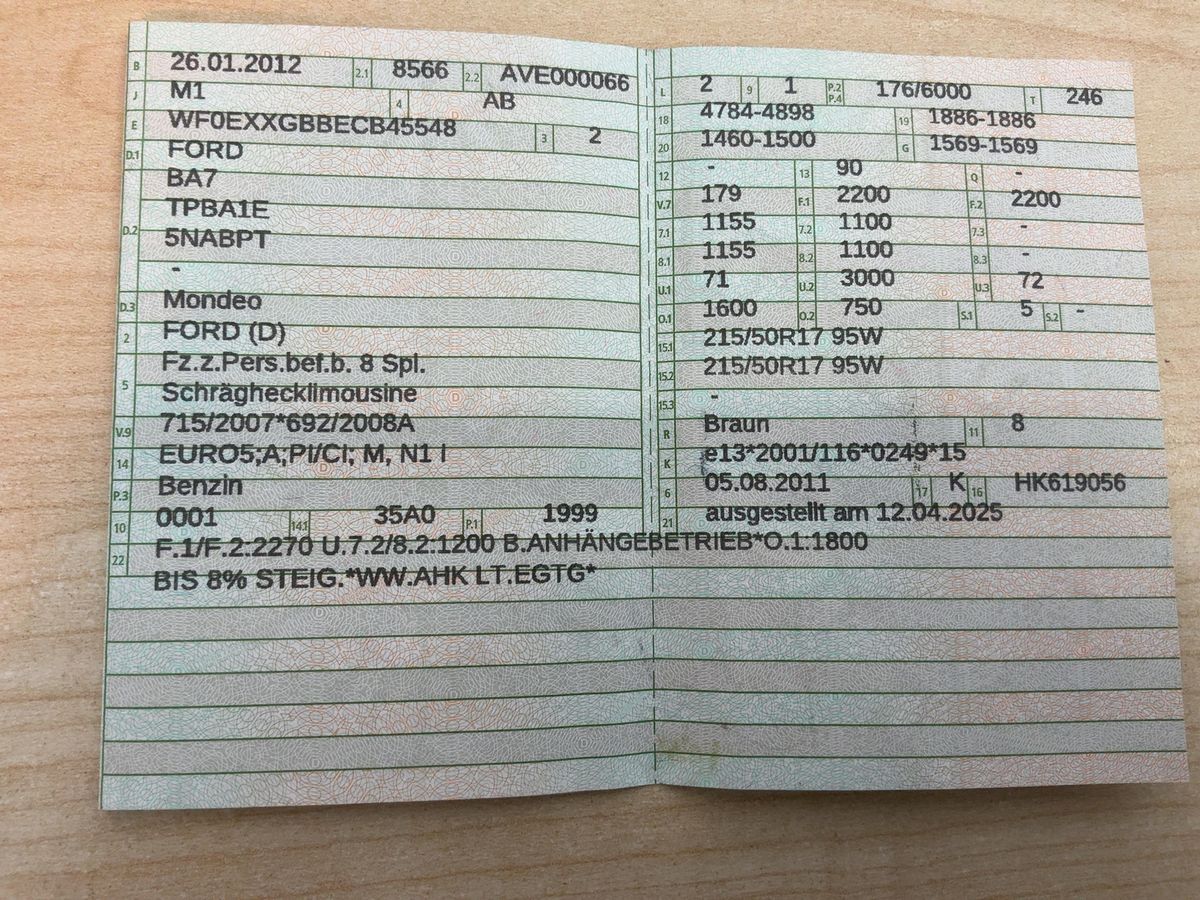 B 26.01.2012 2.1 8566 2.2 AVE000066
J M1 4 AB
E WF0EXXGBBECB45548 3 2
D.1 FORD
BA7
D.2 TPBA1E
5NABPT
-
D.3 Mondeo
2 FORD (D)
Fz.z.Pers.bef.b. 8 Spl.
5 Schräghecklimousine
V.9 715/2007*692/2008A
14 EURO5;A;PI/CI; M, N1 I
P.3 Benzin
10 0001 14.1 35A0 P.1 1999
22 F.1/F.2:2270 U.7.2/8.2:1200 B.ANHÄNGEBETRIEB*O.1:1800
BIS 8% STEIG.*WW.AHK LT.EGTG*
L 2 9 1 P.2 P.4 176/6000 T 246
18 4784-4898 19 1886-1886
20 1460-1500 G 1569-1569
12 - 13 90 Q -
V.7 179 F.1 2200 F.2 2200
7.1 1155 7.2 1100 7.3 -
8.1 1155 8.2 1100 8.3 -
U.1 71 U.2 3000 U.3 72
O.1 1600 O.2 750 S.1 5 S.2 -
15.1 215/50R17 95W
15.2 215/50R17 95W
15.3 -
R Braun 11 8
K e13*2001/116*0249*15
6 05.08.2011 17 K 16 HK619056
21 ausgestellt am 12.04.2025